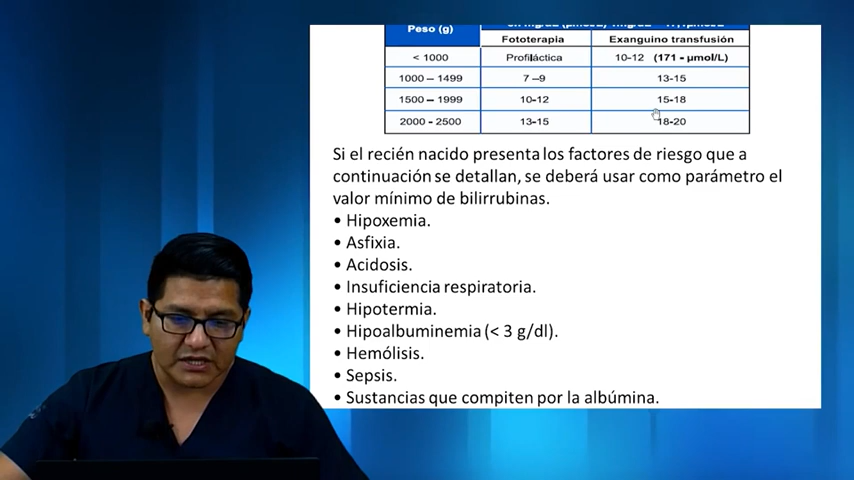 Peso (g)
Fototerapia Exanguino transfusión
< 1000 Profiláctica 10-12 (171 - µmol/L)
1000 – 1499 7 –9 13-15
1500 – 1999 10-12 15-18
2000 - 2500 13-15 18-20
Si el recién nacido presenta los factores de riesgo que a
continuación se detallan, se deberá usar como parámetro el
valor mínimo de bilirrubinas.
• Hipoxemia.
• Asfixia.
• Acidosis.
• Insuficiencia respiratoria.
• Hipotermia.
• Hipoalbuminemia (< 3 g/dl).
• Hemólisis.
• Sepsis.
• Sustancias que compiten por la albúmina.